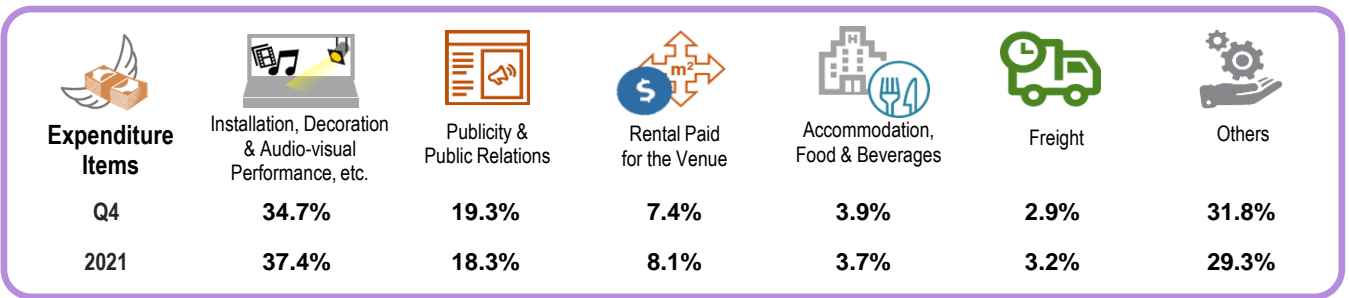 Expenditure
Items
Installation, Decoration
& Audio-visual
Performance, etc.
Publicity &
Public Relations
m²
$
Rental Paid
for the Venue
H
Accommodation,
Food & Beverages
Freight
Others
Q4 34.7% 19.3% 7.4% 3.9% 2.9% 31.8%
2021 37.4% 18.3% 8.1% 3.7% 3.2% 29.3%